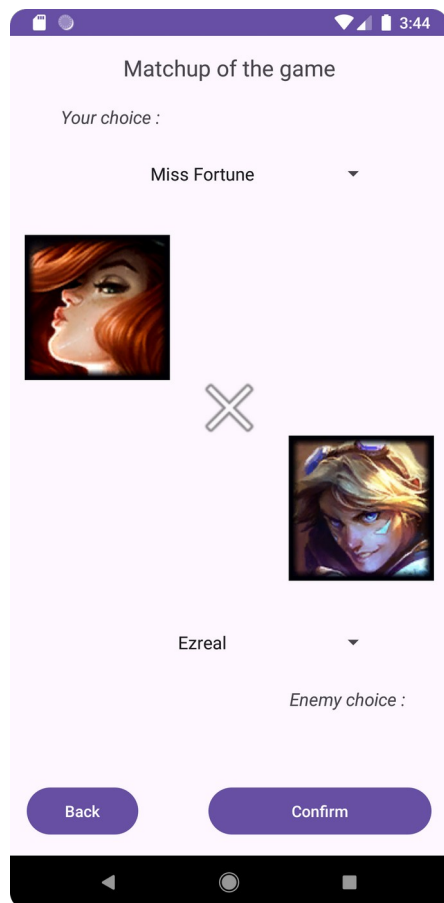 3:44
Matchup of the game
Your choice :
Miss Fortune
Ezreal
Enemy choice :
Back Confirm